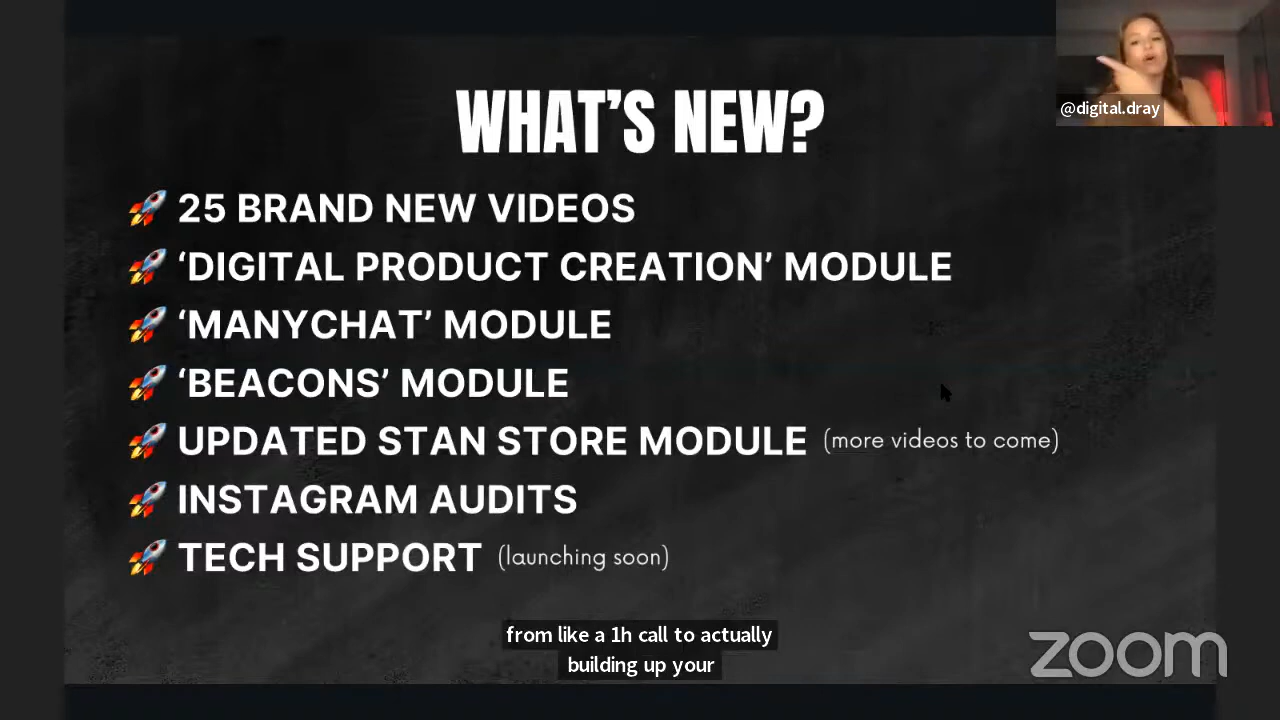 WHAT'S NEW?
@digital.dray
🚀 25 BRAND NEW VIDEOS
🚀 ‘DIGITAL PRODUCT CREATION’ MODULE
🚀 ‘MANYCHAT’ MODULE
🚀 ‘BEACONS’ MODULE
🚀 UPDATED STAN STORE MODULE (more videos to come)
🚀 INSTAGRAM AUDITS
🚀 TECH SUPPORT (launching soon)
from like a 1h call to actually
building up your
zoom